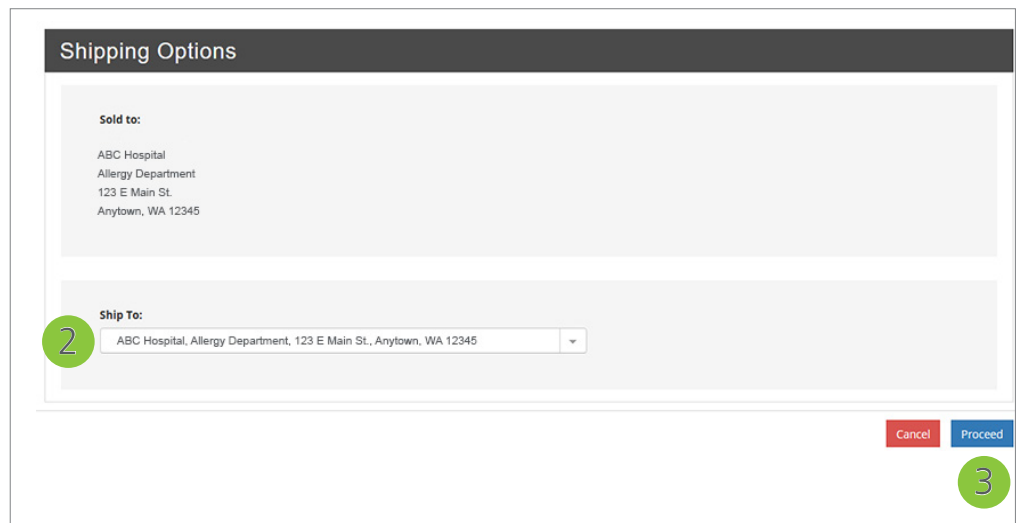 Shipping Options
Sold to:
ABC Hospital
Allergy Department
123 E Main St.
Anytown, WA 12345
Ship To:
2
ABC Hospital, Allergy Department, 123 E Main St., Anytown, WA 12345
Cancel
Proceed
3